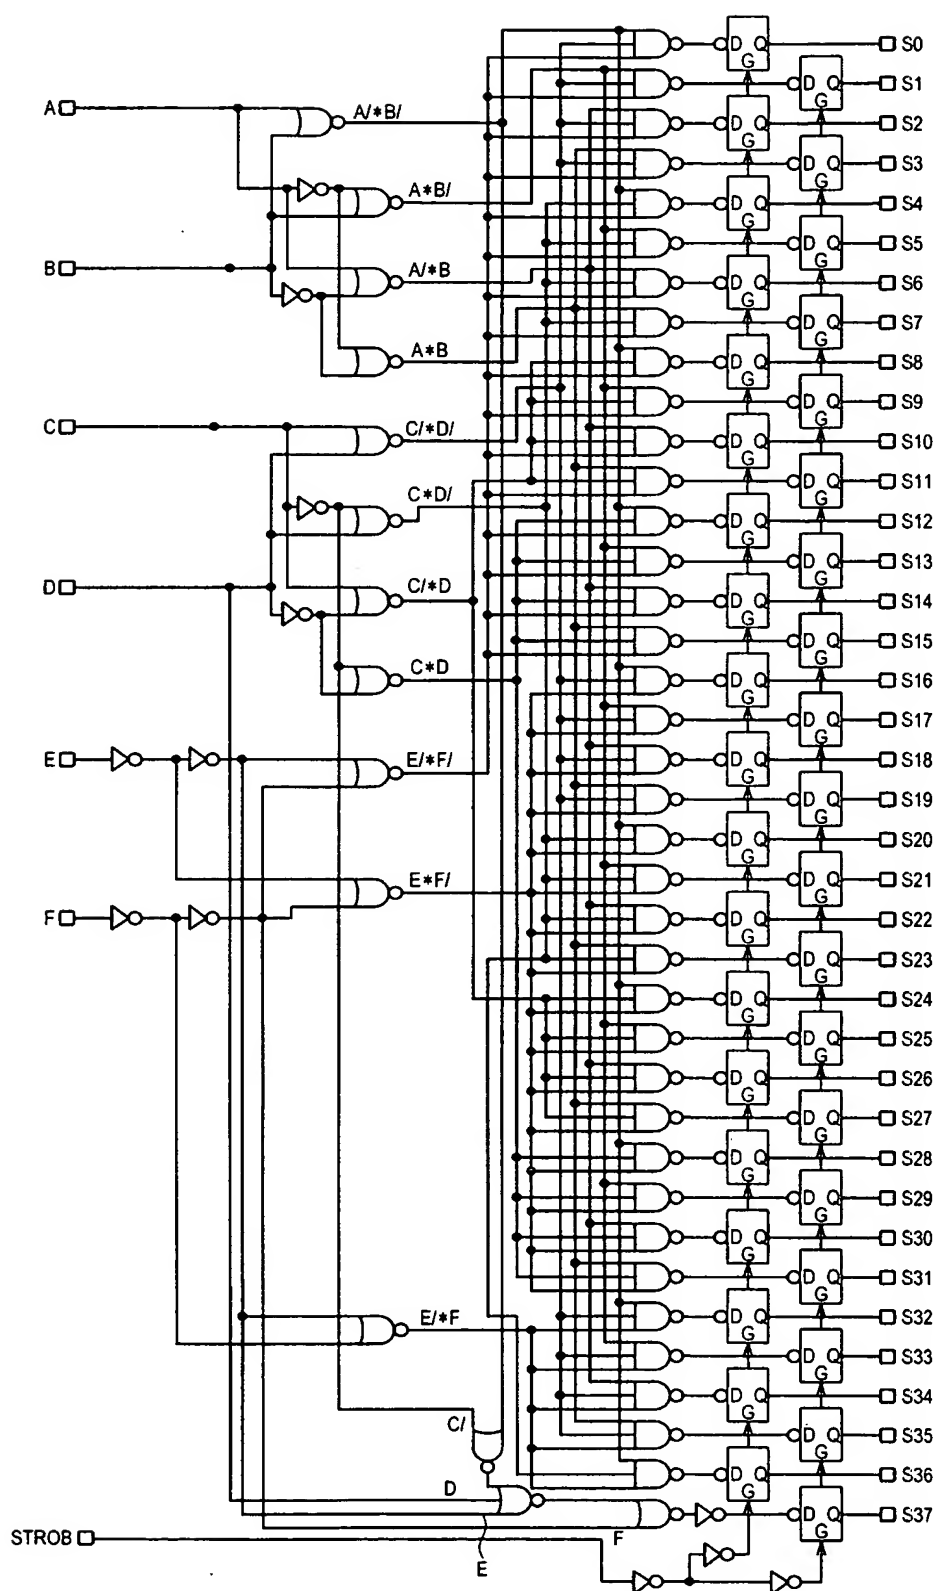 D Q G S0
D Q G S1
A A/*B/ D Q G S2
D Q G S3
A*B/ D Q G S4
D Q G S5
B A/*B D Q G S6
D Q G S7
A*B D Q G S8
D Q G S9
C C/*D/ D Q G S10
D Q G S11
C*D/ D Q G S12
D Q G S13
D C/*D D Q G S14
D Q G S15
C*D D Q G S16
D Q G S17
E E/*F/ D Q G S18
D Q G S19
D Q G S20
E*F/ D Q G S21
F D Q G S22
D Q G S23
D Q G S24
D Q G S25
D Q G S26
D Q G S27
D Q G S28
D Q G S29
D Q G S30
D Q G S31
E/*F D Q G S32
D Q G S33
D Q G S34
C/ D Q G S35
D Q G S36
D D Q G S37
STROB F
E